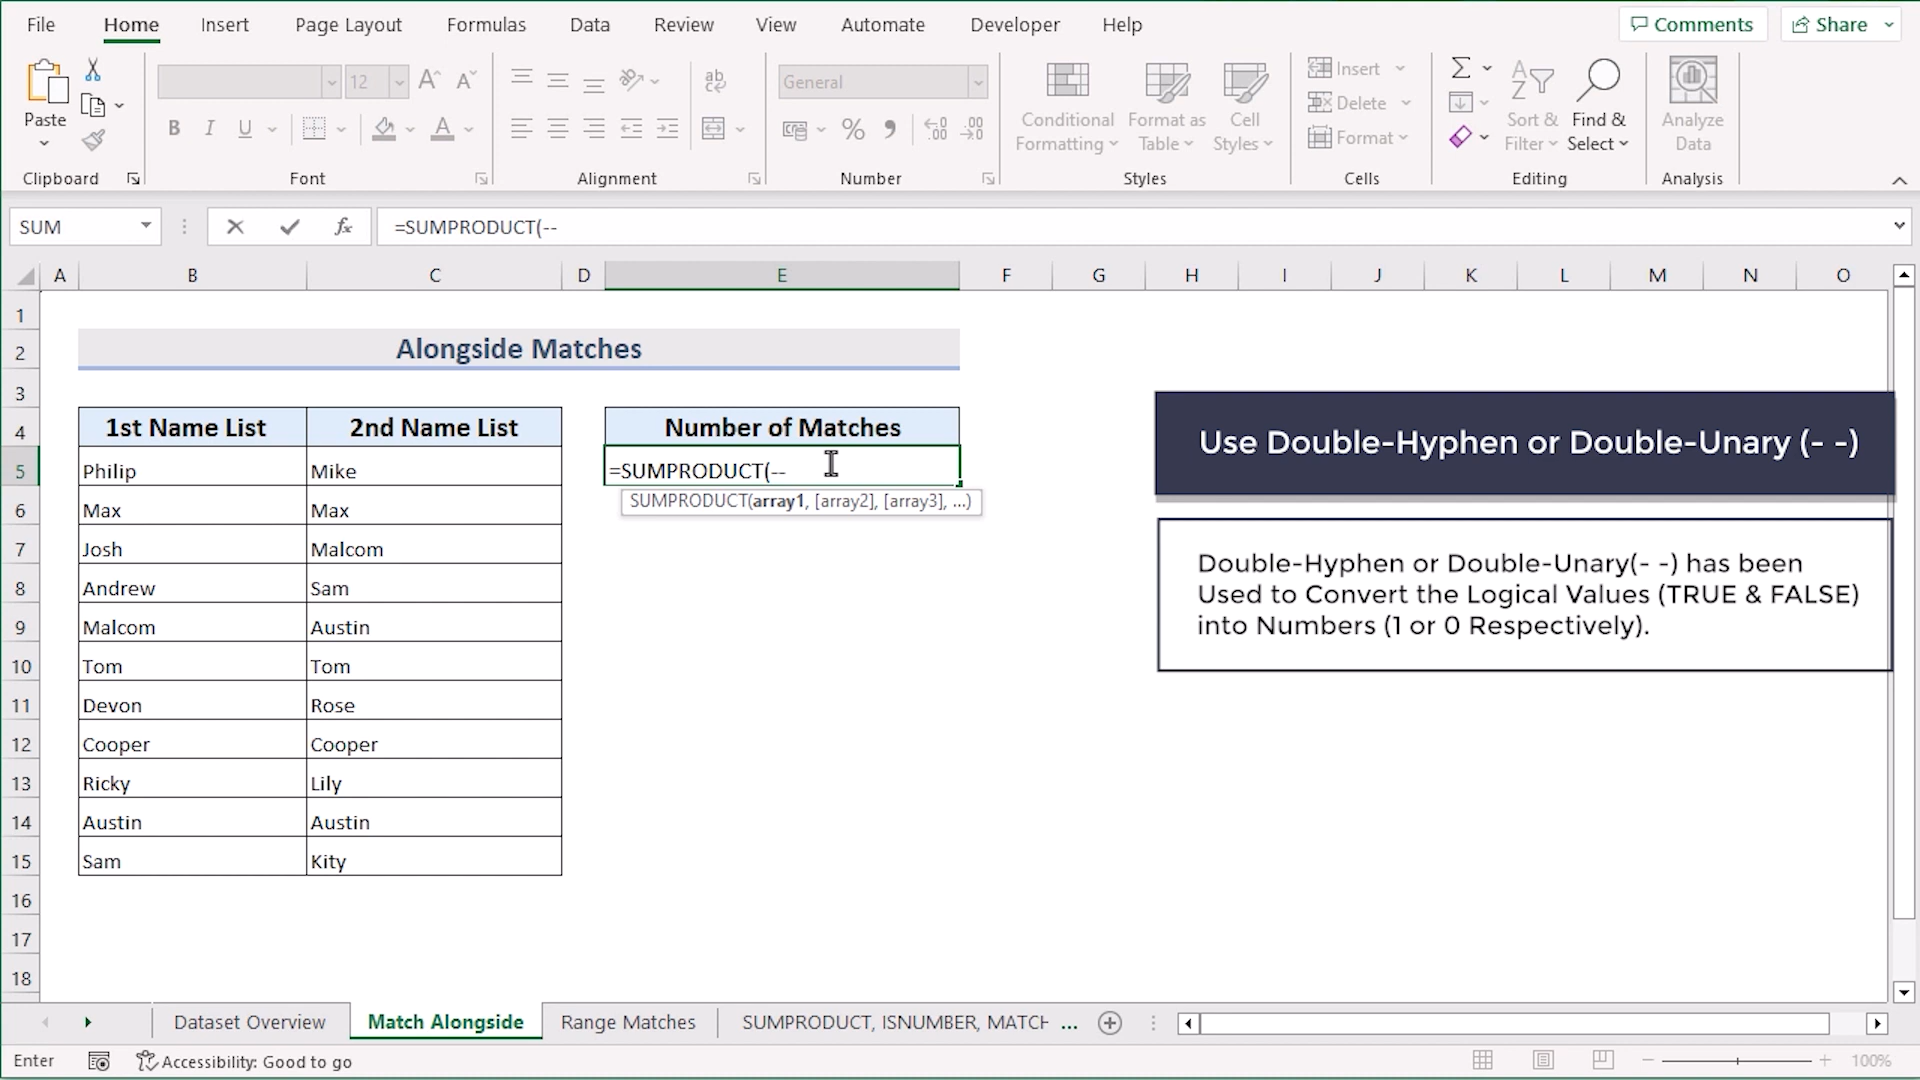 File Home Insert Page Layout Formulas Data Review View Automate Developer Help Comments Share
Paste
12
General
ab
Conditional Formatting
Format as Table
Cell Styles
Insert
Delete
Format
Sort & Filter
Find & Select
Analyze Data
Clipboard Font Alignment Number Styles Cells Editing Analysis
SUM =SUMPRODUCT(--
A B C D E F G H I J K L M N O
1
2 Alongside Matches
3
4 1st Name List 2nd Name List Number of Matches
5 Philip Mike =SUMPRODUCT(--
SUMPRODUCT(array1, [array2], [array3], ...)
6 Max Max
7 Josh Malcom
8 Andrew Sam
9 Malcom Austin
10 Tom Tom
11 Devon Rose
12 Cooper Cooper
13 Ricky Lily
14 Austin Austin
15 Sam Kity
16
17
18
Use Double-Hyphen or Double-Unary (- -)
Double-Hyphen or Double-Unary(- -) has been
Used to Convert the Logical Values (TRUE & FALSE)
into Numbers (1 or 0 Respectively).
Dataset Overview Match Alongside Range Matches SUMPRODUCT, ISNUMBER, MATCH ...
Enter Accessibility: Good to go 100%